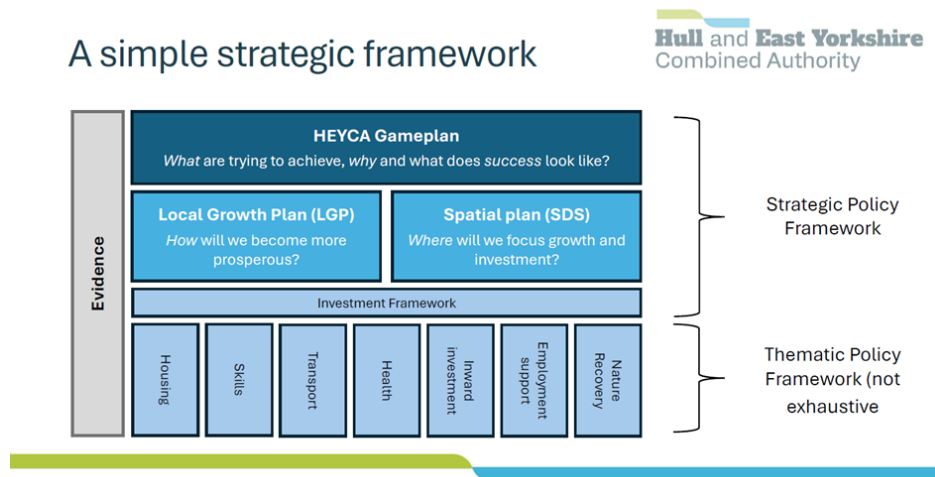 A simple strategic framework
Hull and East Yorkshire
Combined Authority
Evidence
HEYCA Gameplan
What are trying to achieve, why and what does success look like?
Local Growth Plan (LGP)
How will we become more
prosperous?
Spatial plan (SDS)
Where will we focus growth and
investment?
Investment Framework
Housing
Skills
Transport
Health
Inward
investment
Employment
support
Nature
Recovery
Strategic Policy
Framework
Thematic Policy
Framework (not
exhaustive